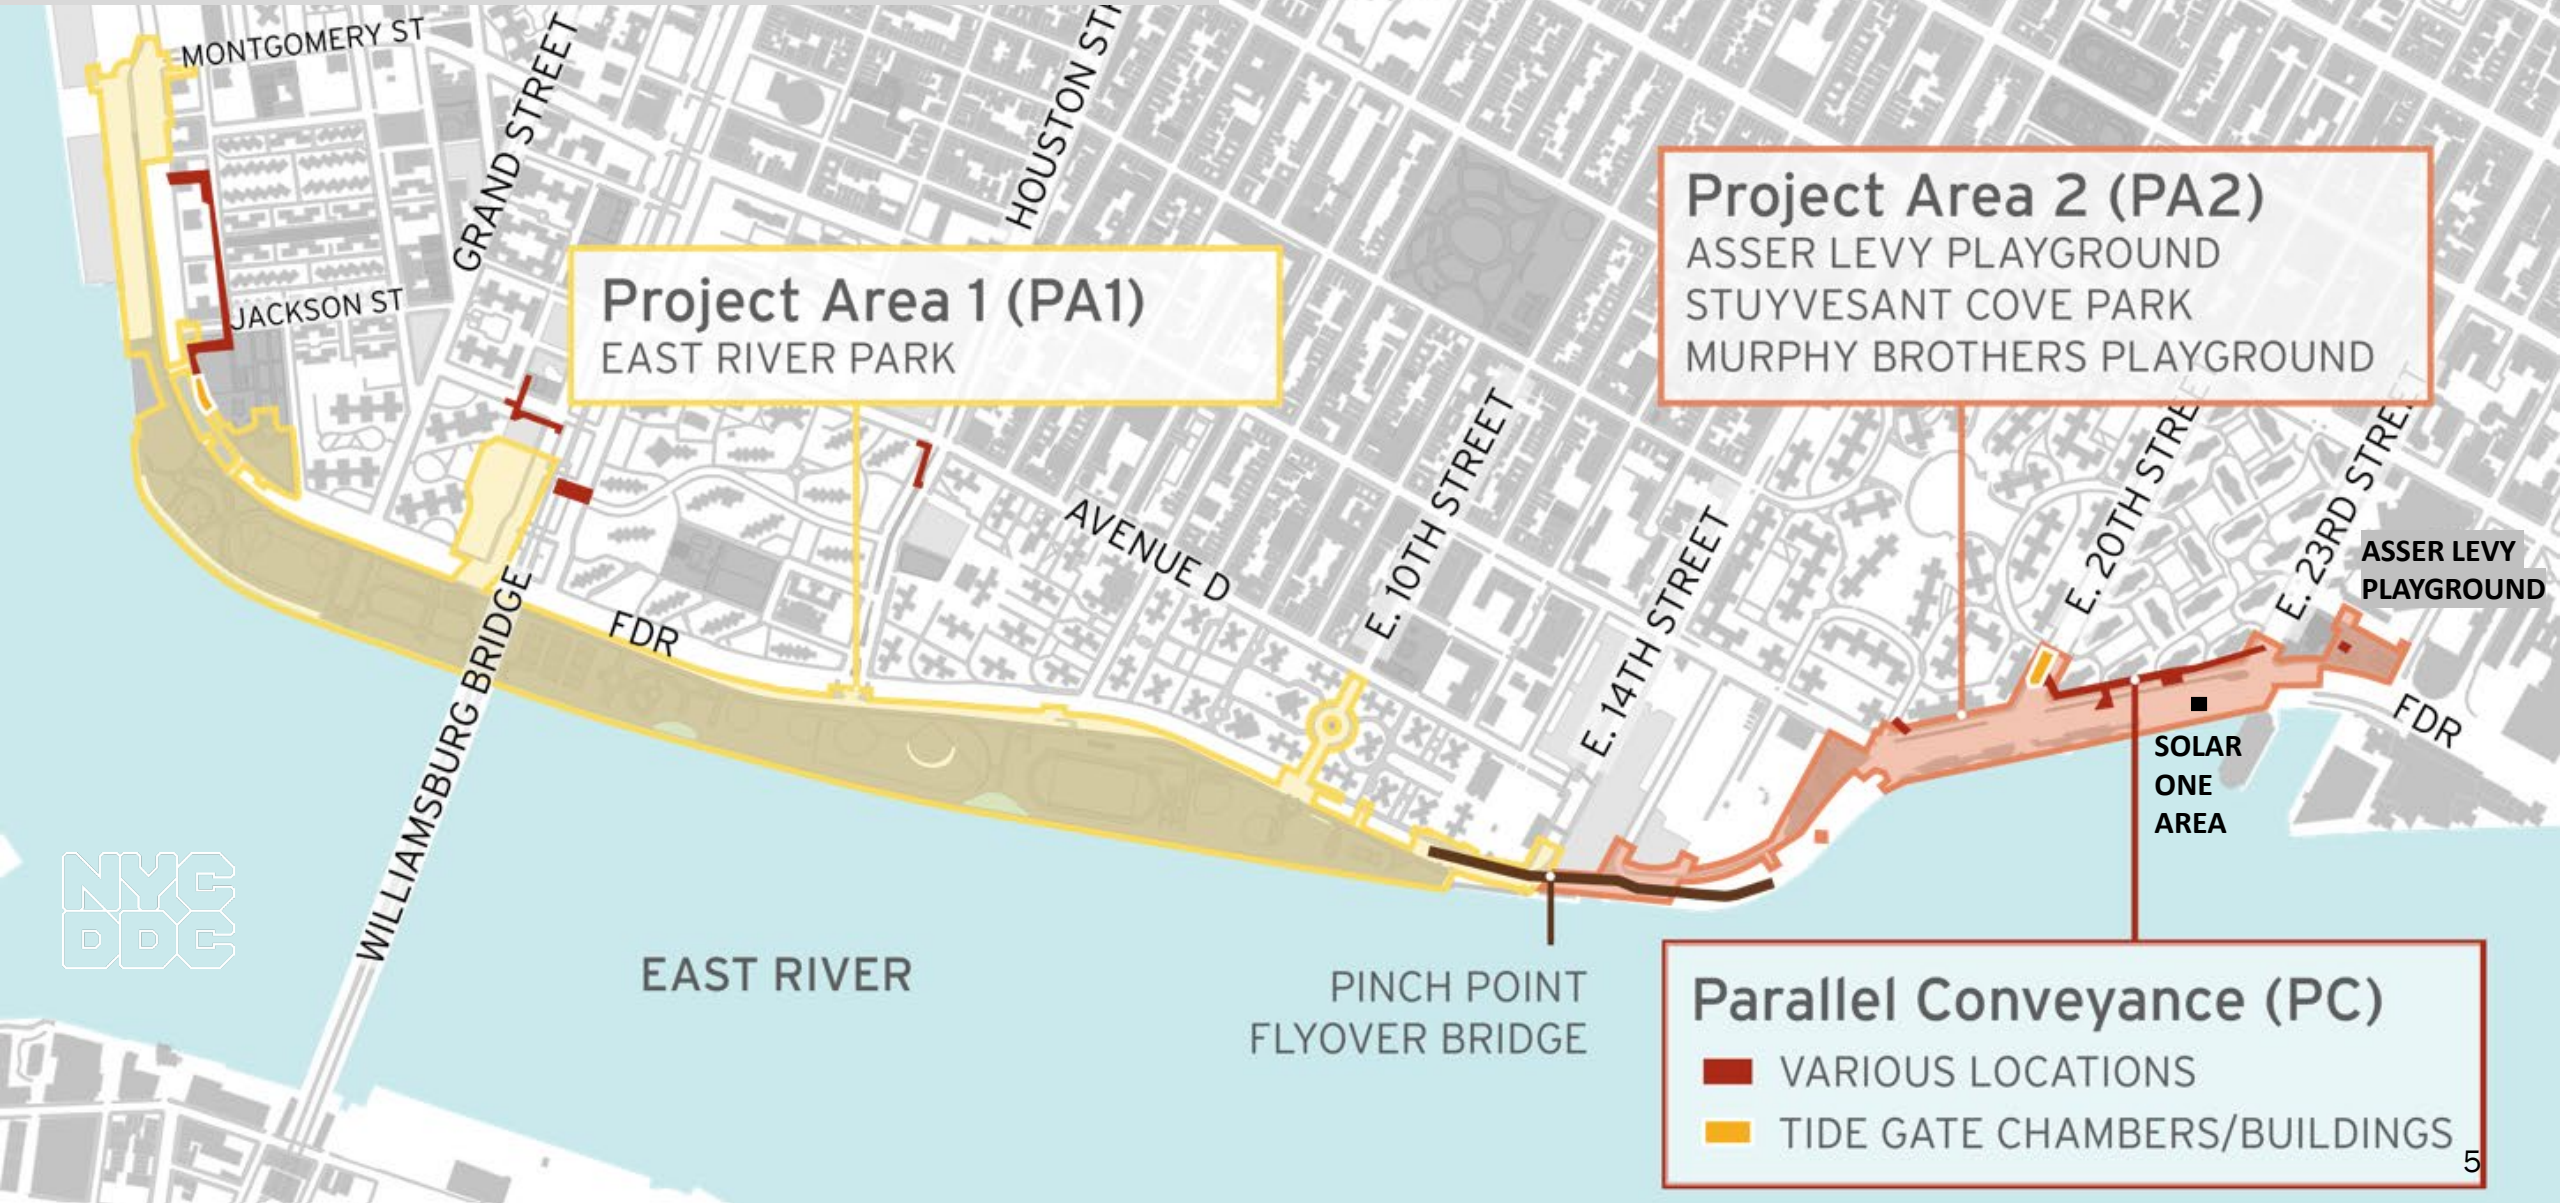 MONTGOMERY ST
GRAND STREET
HOUSTON ST
JACKSON ST
Project Area 1 (PA1)
EAST RIVER PARK
Project Area 2 (PA2)
ASSER LEVY PLAYGROUND
STUYVESANT COVE PARK
MURPHY BROTHERS PLAYGROUND
AVENUE D
E. 10TH STREET
E. 14TH STREET
E. 20TH STREE
E. 23RD STREET
ASSER LEVY
PLAYGROUND
FDR
FDR
WILLIAMSBURG BRIDGE
SOLAR
ONE
AREA
NYC
DDC
EAST RIVER
PINCH POINT
FLYOVER BRIDGE
Parallel Conveyance (PC)
VARIOUS LOCATIONS
TIDE GATE CHAMBERS/BUILDINGS
5